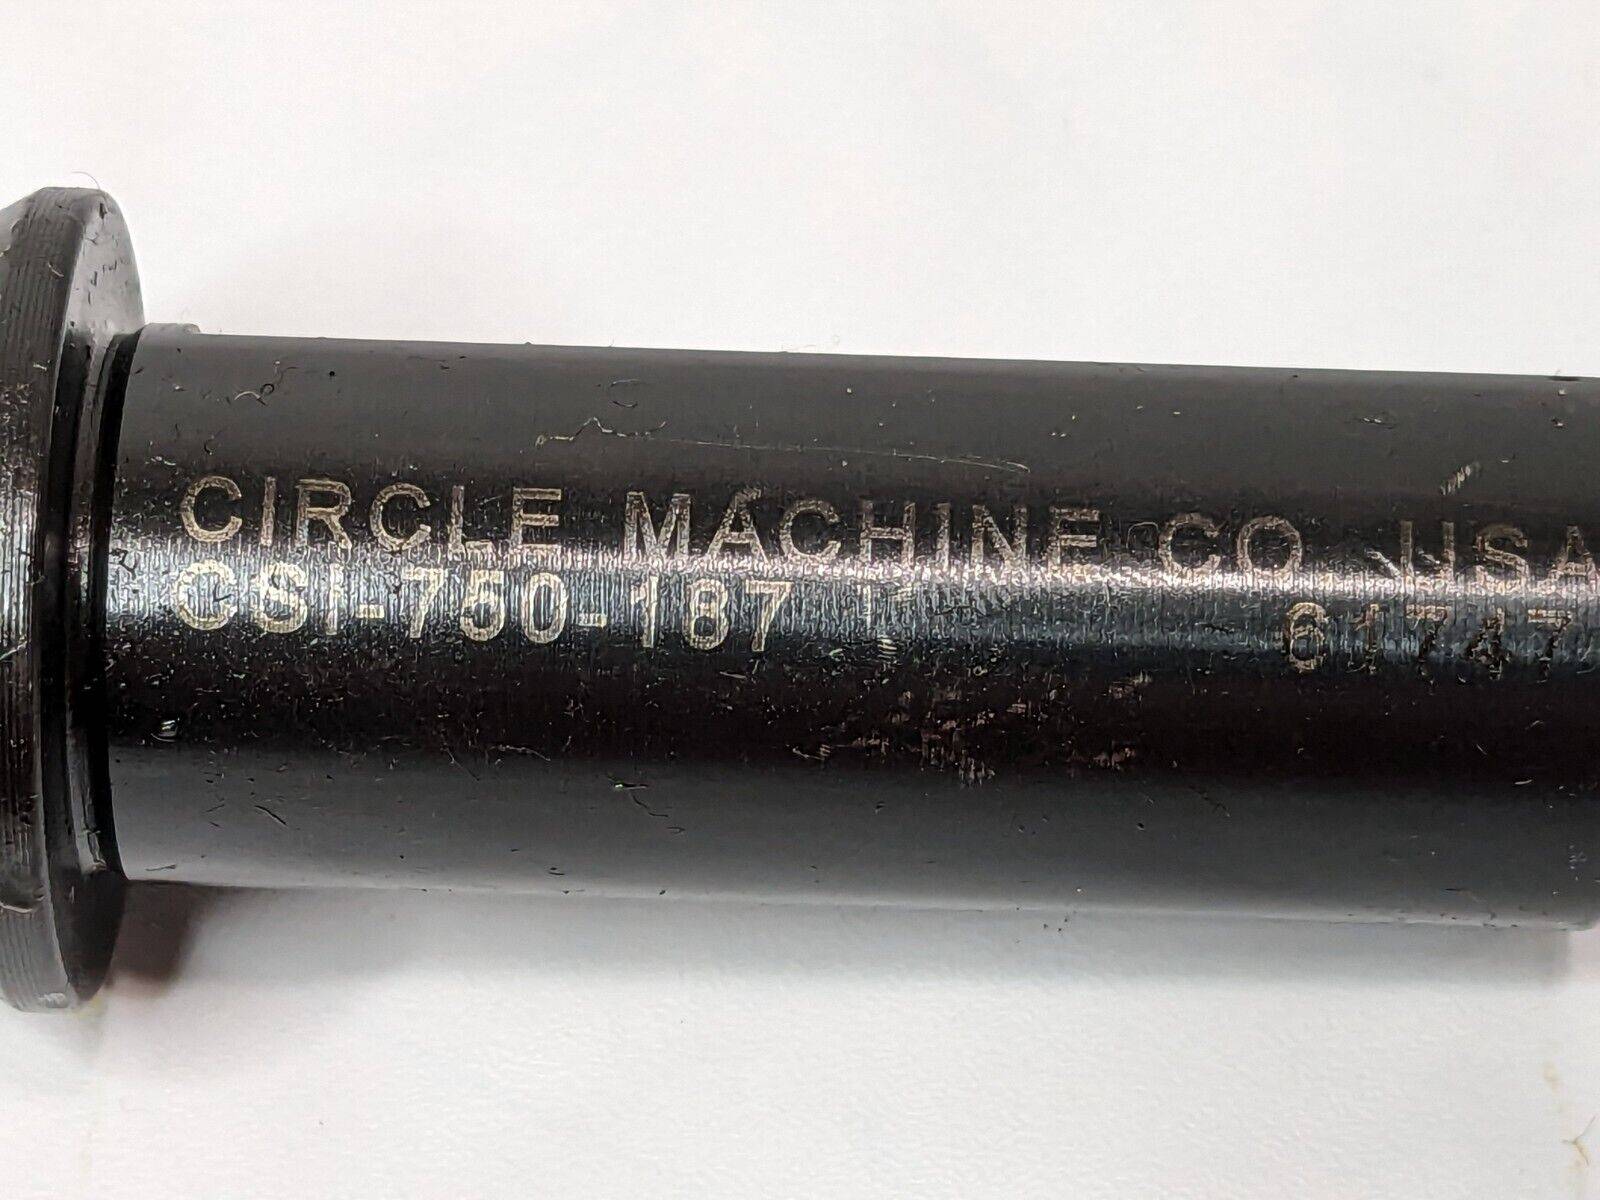 CIRCLE MACHINE CO. USA
CSI-750-187 61747